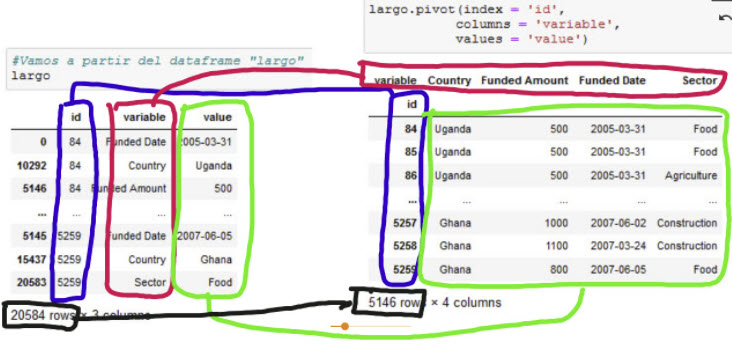 largo.pivot(index = 'id',
columns = 'variable',
values = 'value')
#Vamos a partir del dataframe "largo"
largo
id variable value
0 84 Funded Date 2005-03-31
10292 84 Country Uganda
5146 84 Funded Amount 500
... ... ... ...
5145 5259 Funded Date 2007-06-05
15437 5259 Country Ghana
20583 5259 Sector Food
20584 rows x 3 columns
variable Country Funded Amount Funded Date Sector
id
84 Uganda 500 2005-03-31 Food
85 Uganda 500 2005-03-31 Food
86 Uganda 500 2005-03-31 Agriculture
... ... ... ... ...
5257 Ghana 1000 2007-06-02 Construction
5258 Ghana 1100 2007-03-24 Construction
5259 Ghana 800 2007-06-05 Food
5146 rows × 4 columns